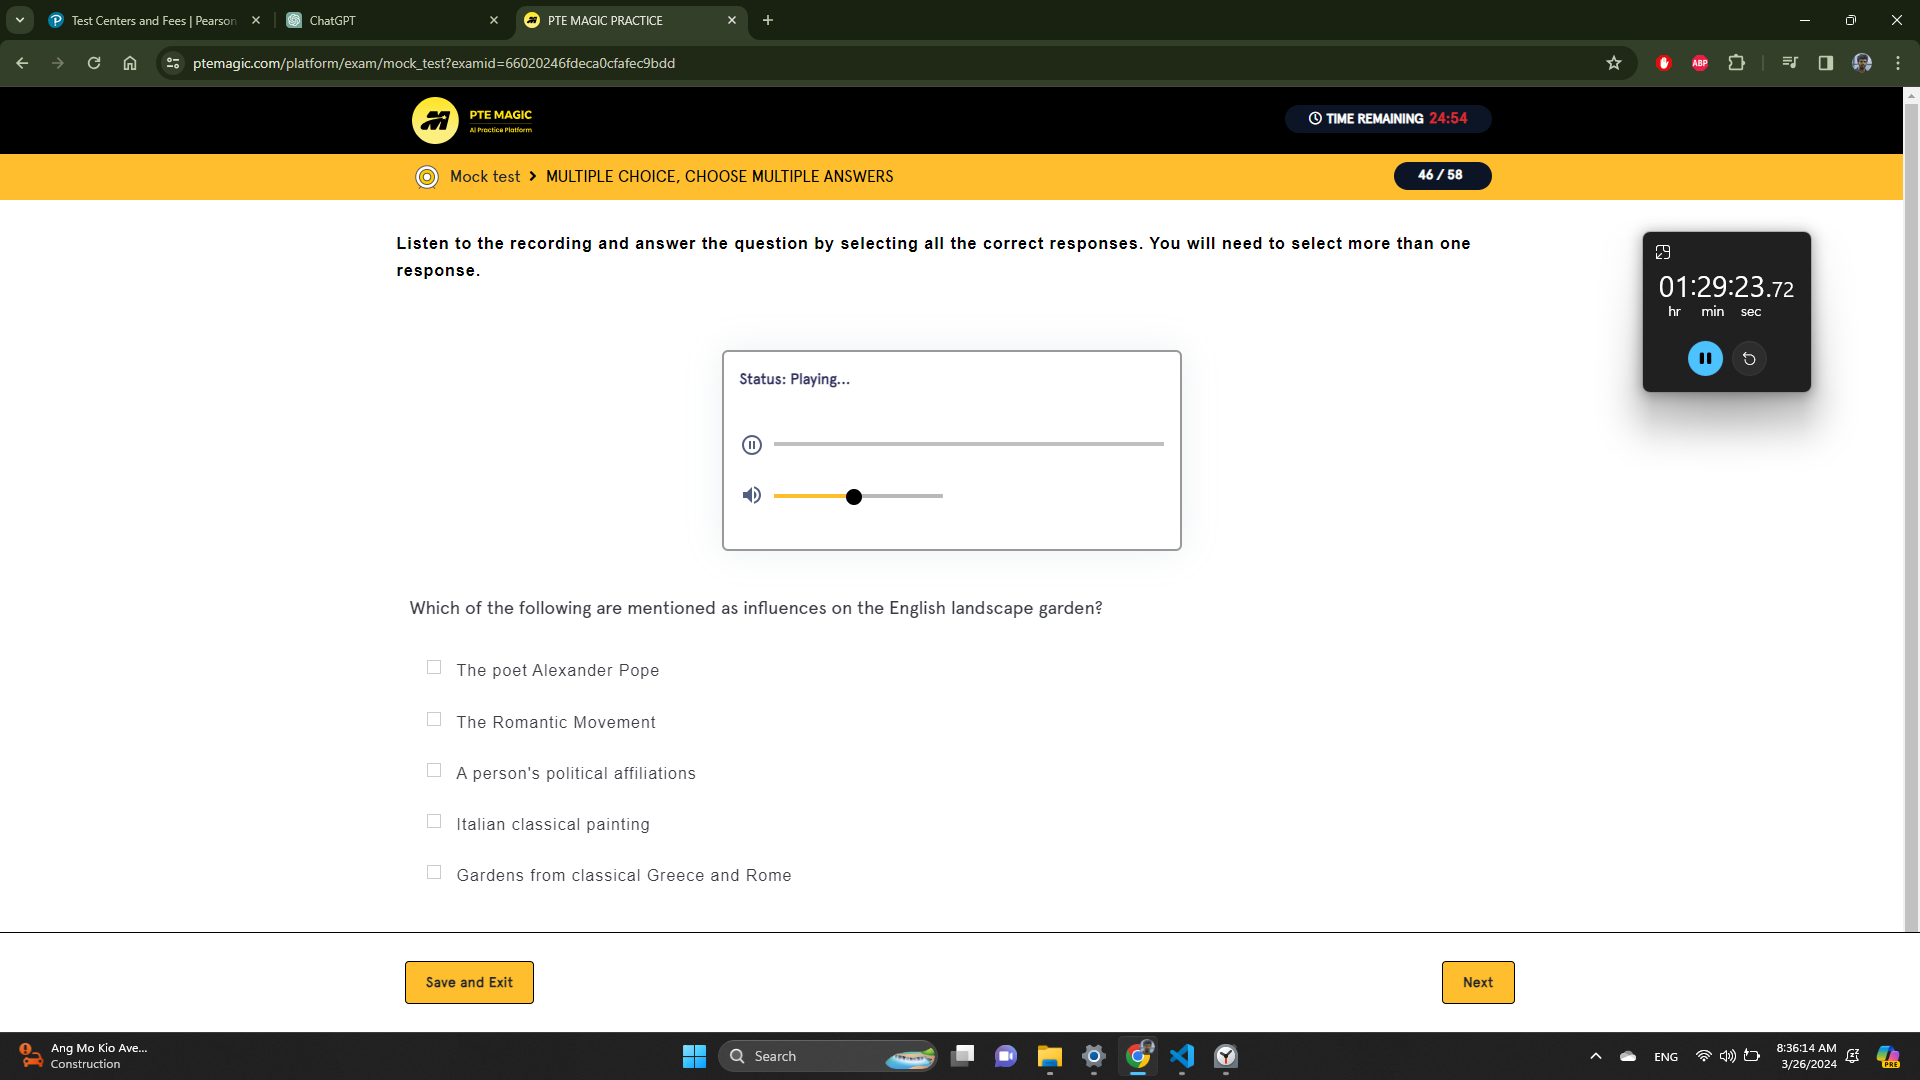 Test Centers and Fees | Pearson
ChatGPT
PTE MAGIC PRACTICE
ptemagic.com/platform/exam/mock_test?examid=66020246fdeca0cfafec9bdd
ABP
PTE MAGIC
AI Practice Platform
TIME REMAINING 24:54
Mock test > MULTIPLE CHOICE, CHOOSE MULTIPLE ANSWERS
46 / 58
Listen to the recording and answer the question by selecting all the correct responses. You will need to select more than one
response.
01:29:23.72
hr min sec
Status: Playing...
Which of the following are mentioned as influences on the English landscape garden?
The poet Alexander Pope
The Romantic Movement
A person's political affiliations
Italian classical painting
Gardens from classical Greece and Rome
Save and Exit
Next
Ang Mo Kio Ave...
Construction
Search
ENG
8:36:14 AM
3/26/2024
PRE